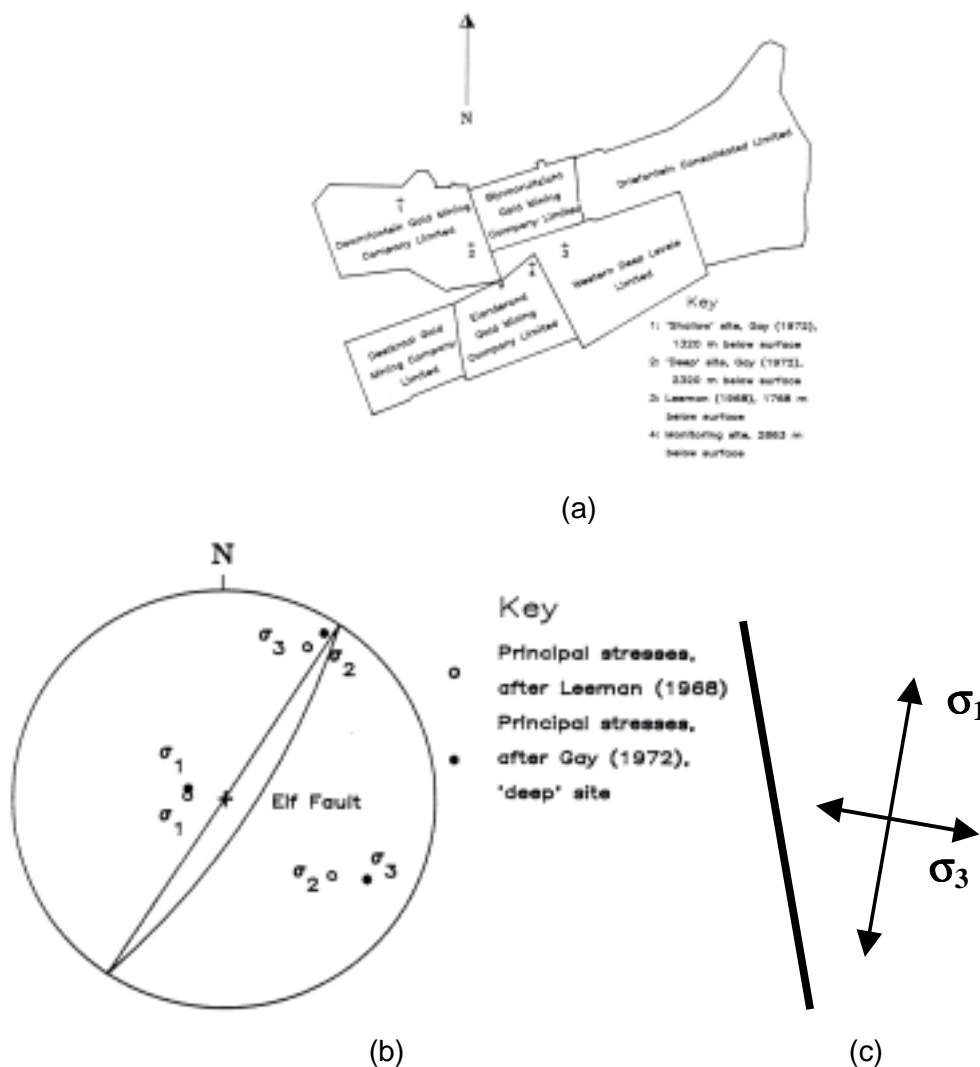 N
Doornfontein Gold Mining
Company Limited
Blyvooruitzicht
Gold Mining
Company Limited
Driefontein Consolidated Limited
Western Deep Levels
Limited
Elandsrand
Gold Mining
Company Limited
Deelkraal Gold
Mining Company
Limited
1
2
3
4
Key
1: 'Shallow' site, Gay (1972),
1320 m below surface
2: 'Deep' site, Gay (1972),
2320 m below surface
3: Leeman (1968), 1768 m
below surface
4: Monitoring site,
below surface
(a)
N
σ3
σ2
σ1
σ1
Elf Fault
σ2
σ3
Key
Principal stresses,
after Leeman (1968)
Principal stresses,
after Gay (1972),
'deep' site
(b)
σ1
σ3
(c)